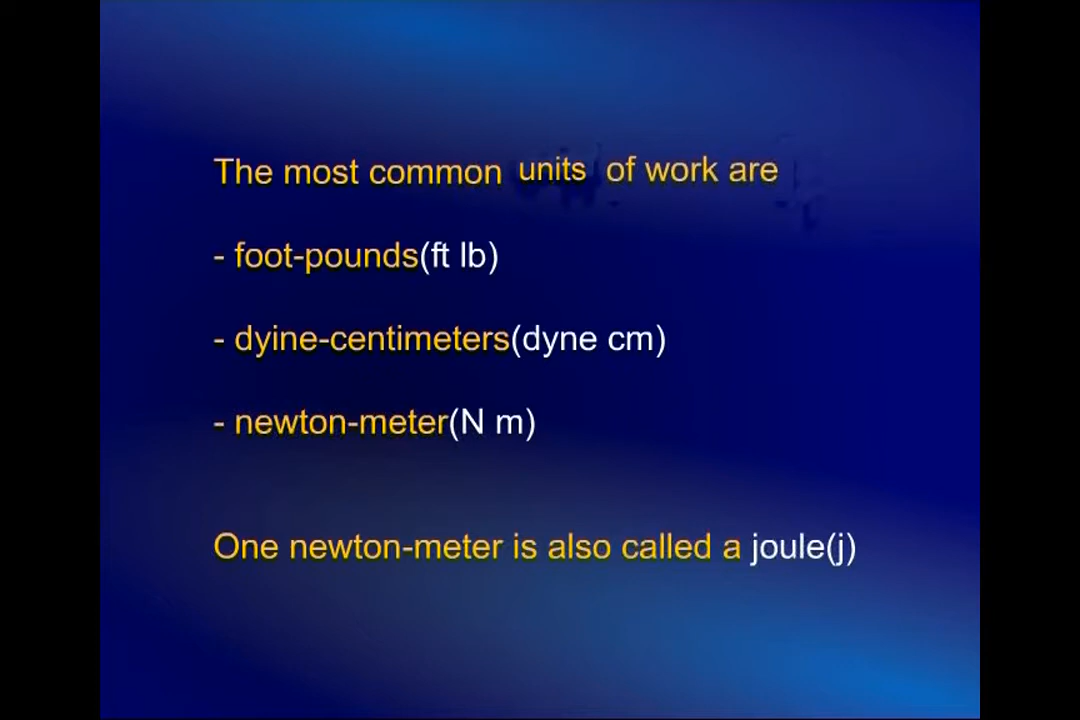 The most common units of work are
- foot-pounds(ft lb)
- dyine-centimeters(dyne cm)
- newton-meter(N m)
One newton-meter is also called a joule(j)